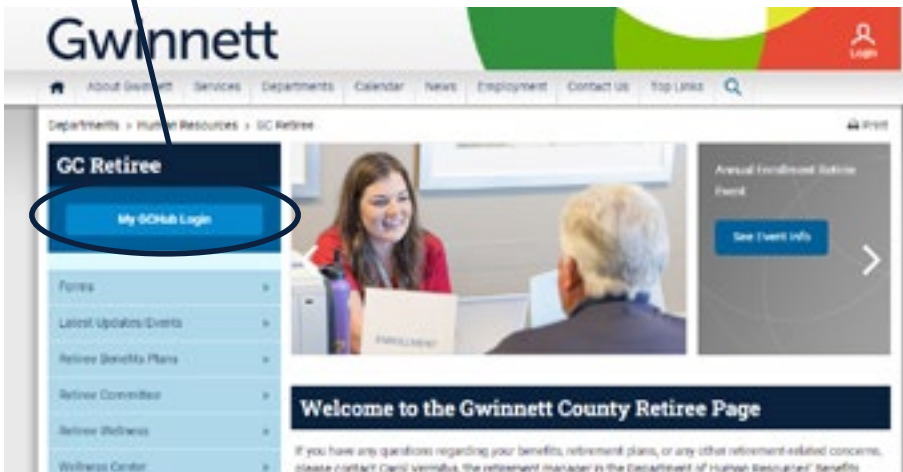 Gwinnett
Login
About Gwinnett Services Departments Calendar News Employment Contact Us Top Links
Departments > Human Resources > GC Retiree
Print
GC Retiree
My GCHub Login
Annual Enrollment Retiree
Event
See Event Info
Forms
Latest Updates/Events
Retiree Benefits Plans
Retiree Committee
Retiree Wellness
Wellness Center
ENROLLMENT
Welcome to the Gwinnett County Retiree Page
If you have any questions regarding your benefits, retirement plans, or any other retirement-related concerns,
please contact Carol Vermilya, the retirement manager in the Department of Human Resources' Benefits